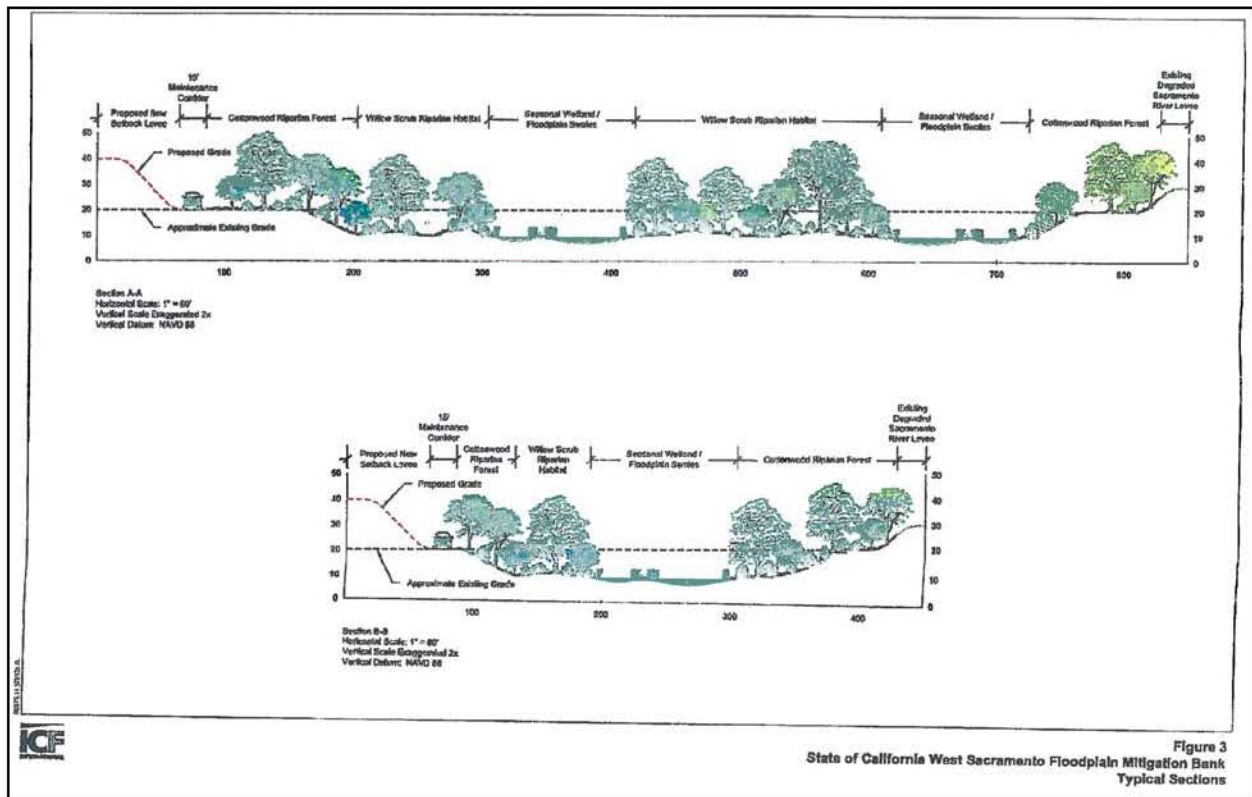 Proposed New
Setback Levee
Maintenance
Corridor
Cottonwood Riparian Forest
Willow Scrub Riparian Habitat
Seasonal Wetland /
Floodplain Swales
Willow Scrub Riparian Habitat
Seasonal Wetland /
Floodplain Swales
Cottonwood Riparian Forest
Existing
Degraded
Sacramento
River Levee
50
40
30
20
10
0
Proposed Grade
Approximate Existing Grade
50
40
30
20
10
0
100
200
300
400
600
700
Section A-A
Horizontal Scale: 1" = 60'
Vertical Scale Exaggerated 2x
Vertical Datum: NAVD 88
Proposed New
Setback Levee
15'
Maintenance
Corridor
Cottonwood
Riparian
Forest
Willow Scrub
Riparian
Habitat
Seasonal Wetland /
Floodplain
Cottonwood Riparian Forest
Existing
Degraded
Sacramento
River Levee
50
40
30
20
10
0
Proposed Grade
Approximate Existing Grade
50
40
30
20
10
0
100
200
300
400
Section B-B
Horizontal Scale: 1" =
Vertical Scale Exaggerated 2x
Vertical Datum: NAVD 88
ICF
INTERNATIONAL
Figure 3
State of California West Sacramento Floodplain Mitigation Bank
Typical Sections